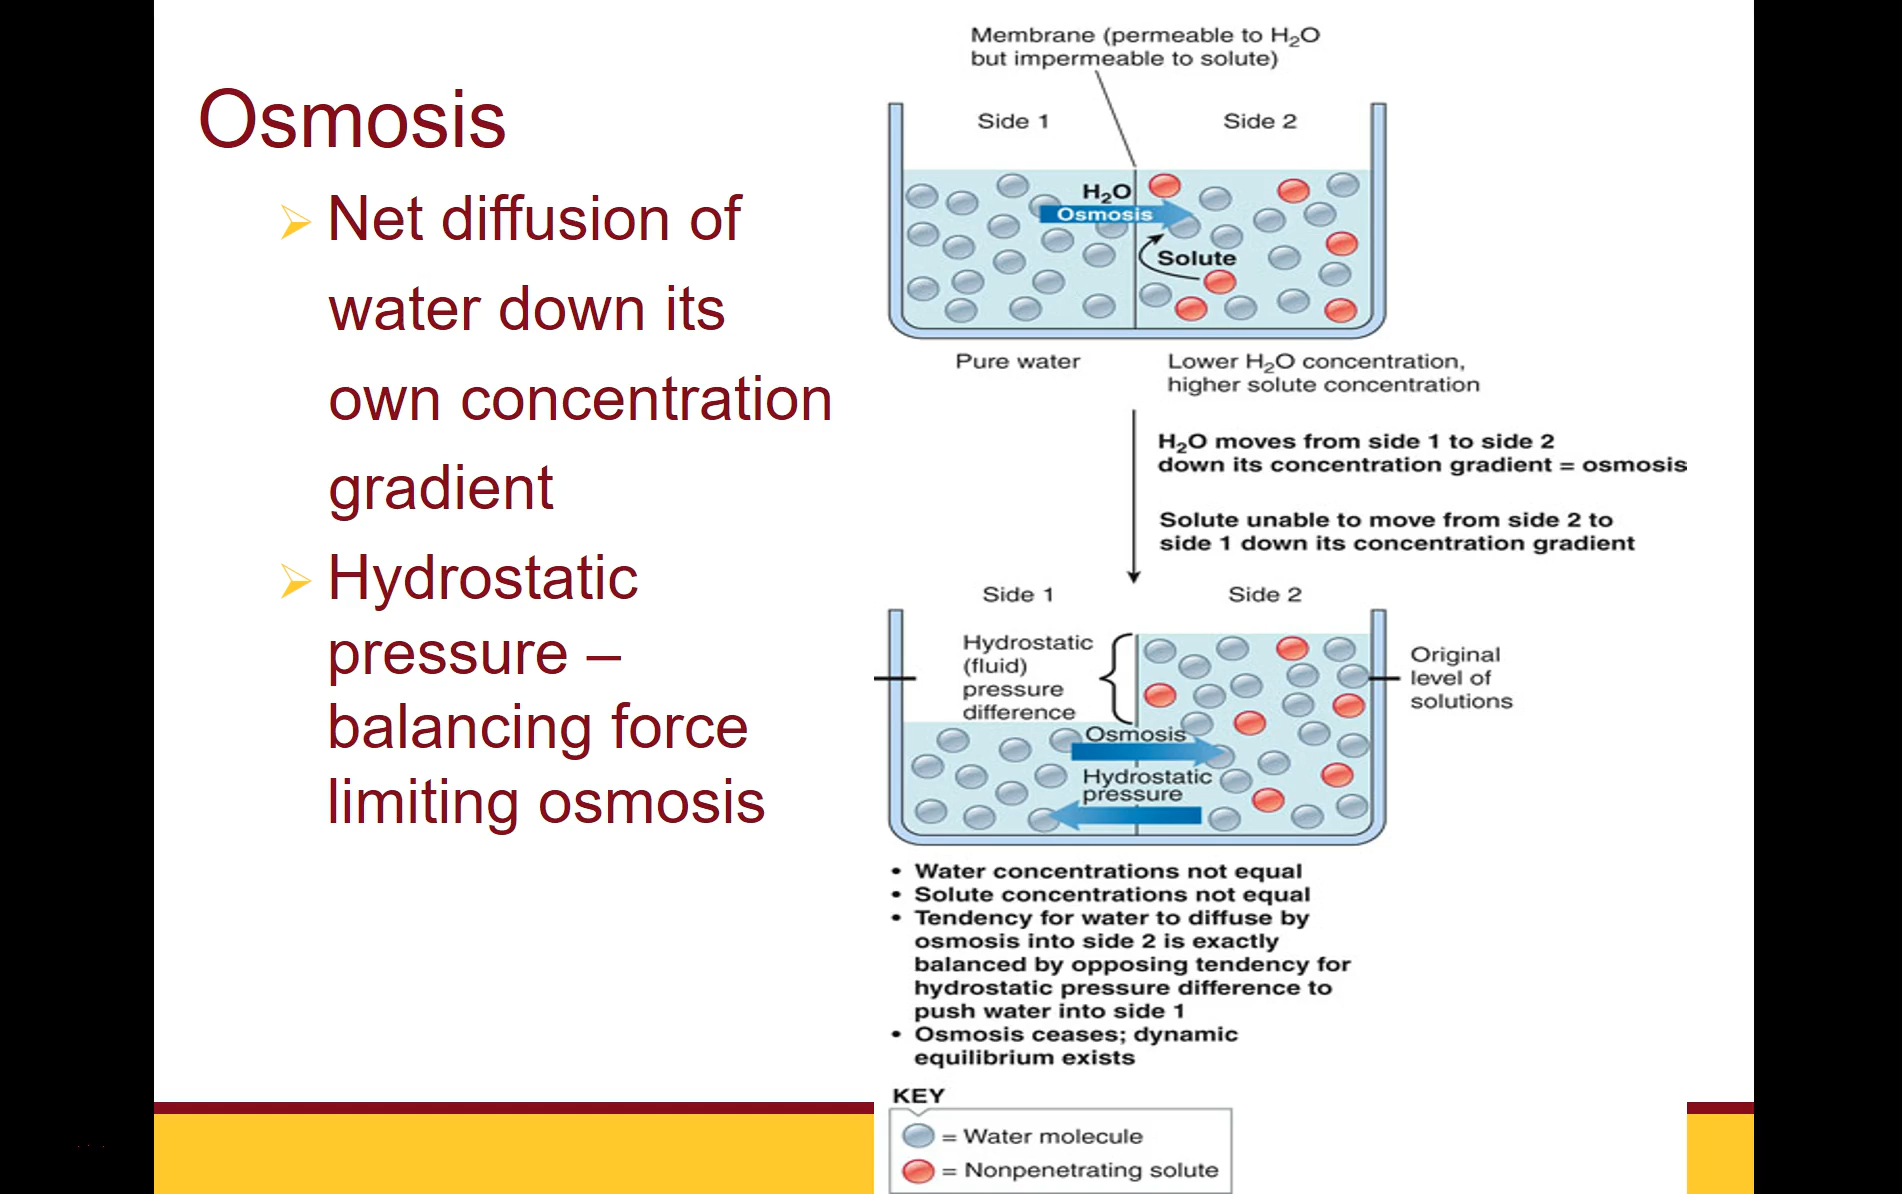 Osmosis
Net diffusion of
water down its
own concentration
gradient
Hydrostatic
pressure –
balancing force
limiting osmosis
Membrane (permeable to H₂O
but impermeable to solute)
Side 1
Side 2
H₂O
Osmosis
Solute
Pure water
Lower H₂O concentration,
higher solute concentration
H₂O moves from side 1 to side 2
down its concentration gradient = osmosis
Solute unable to move from side 2 to
side 1 down its concentration gradient
Side 1
Side 2
Hydrostatic
(fluid)
pressure
difference
Original
level of
solutions
Osmosis
Hydrostatic
pressure
• Water concentrations not equal
• Solute concentrations not equal
• Tendency for water to diffuse by
osmosis into side 2 is exactly
balanced by opposing tendency for
hydrostatic pressure difference to
push water into side 1
• Osmosis ceases; dynamic
equilibrium exists
KEY
= Water molecule
= Nonpenetrating solute